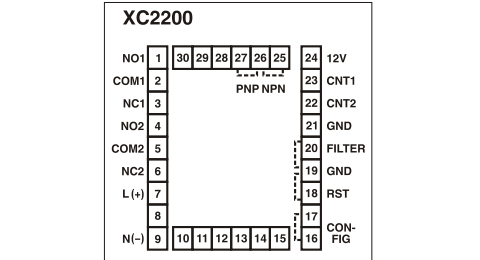 XC2200
NO1 1 30 29 28 27 26 25 24 12V
COM1 2 23 CNT1
PNP NPN
NC1 3 22 CNT2
NO2 4 21 GND
COM2 5 20 FILTER
NC2 6 19 GND
L(+) 7 18 RST
8 17 CON-
N(−) 9 10 11 12 13 14 15 16 FIG